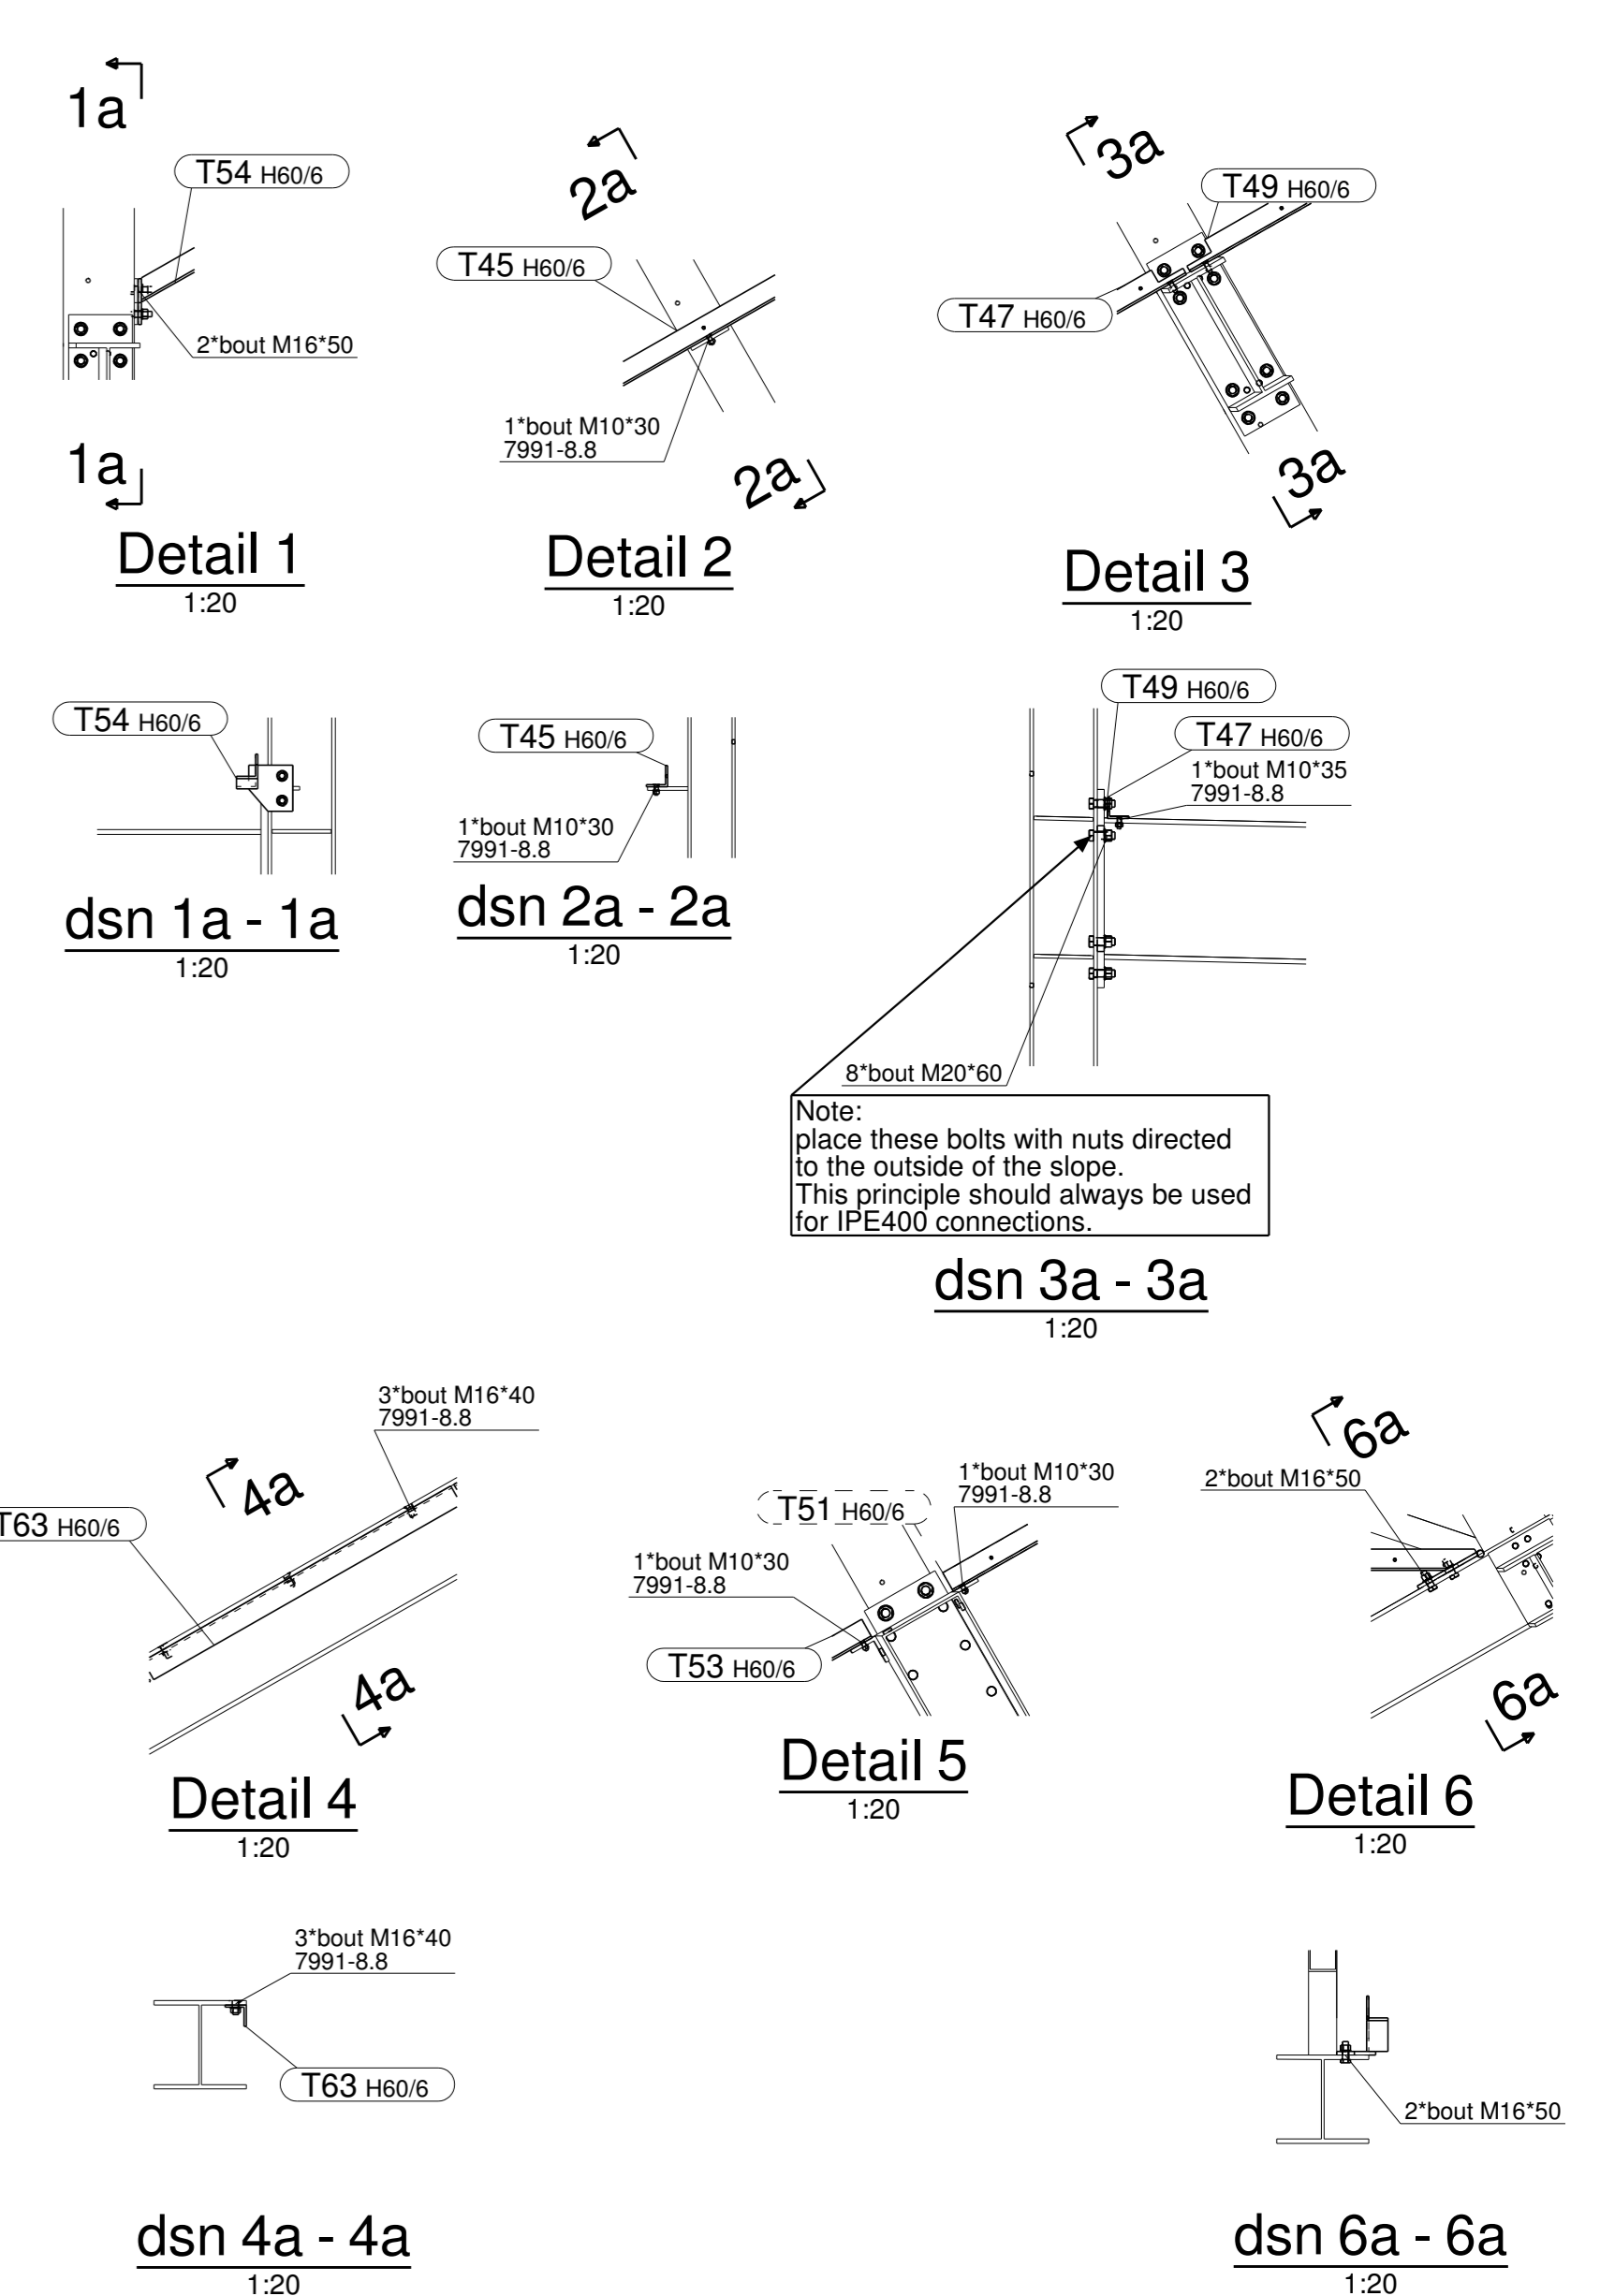 1a
T54 H60/6
2*bout M16*50
1a
Detail 1
1:20
2a
T45 H60/6
1*bout M10*30
7991-8.8
2a
Detail 2
1:20
3a
T49 H60/6
T47 H60/6
3a
Detail 3
1:20
T54 H60/6
dsn 1a - 1a
1:20
T45 H60/6
1*bout M10*30
7991-8.8
dsn 2a - 2a
1:20
T49 H60/6
T47 H60/6
1*bout M10*35
7991-8.8
8*bout M20*60
Note:
place these bolts with nuts directed
to the outside of the slope.
This principle should always be used
for IPE400 connections.
dsn 3a - 3a
1:20
3*bout M16*40
7991-8.8
4a
T63 H60/6
4a
Detail 4
1:20
1*bout M10*30
7991-8.8
T51 H60/6
1*bout M10*30
7991-8.8
T53 H60/6
Detail 5
1:20
6a
2*bout M16*50
6a
Detail 6
1:20
3*bout M16*40
7991-8.8
T63 H60/6
dsn 4a - 4a
1:20
2*bout M16*50
dsn 6a - 6a
1:20